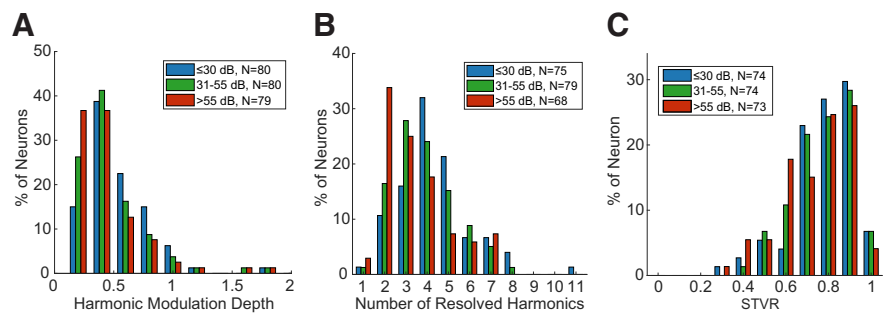 A
% of Neurons
50
40
30
20
10
0
≤30 dB, N=80
31-55 dB, N=80
>55 dB, N=79
0 0.5 1 1.5 2
Harmonic Modulation Depth
B
% of Neurons
40
30
20
10
0
≤30 dB, N=75
31-55 dB, N=79
>55 dB, N=68
1 2 3 4 5 6 7 8 9 10 11
Number of Resolved Harmonics
C
% of Neuron
30
20
10
0
≤30 dB, N=74
31-55, N=74
>55 dB, N=73
0 0.2 0.4 0.6 0.8 1
STVR